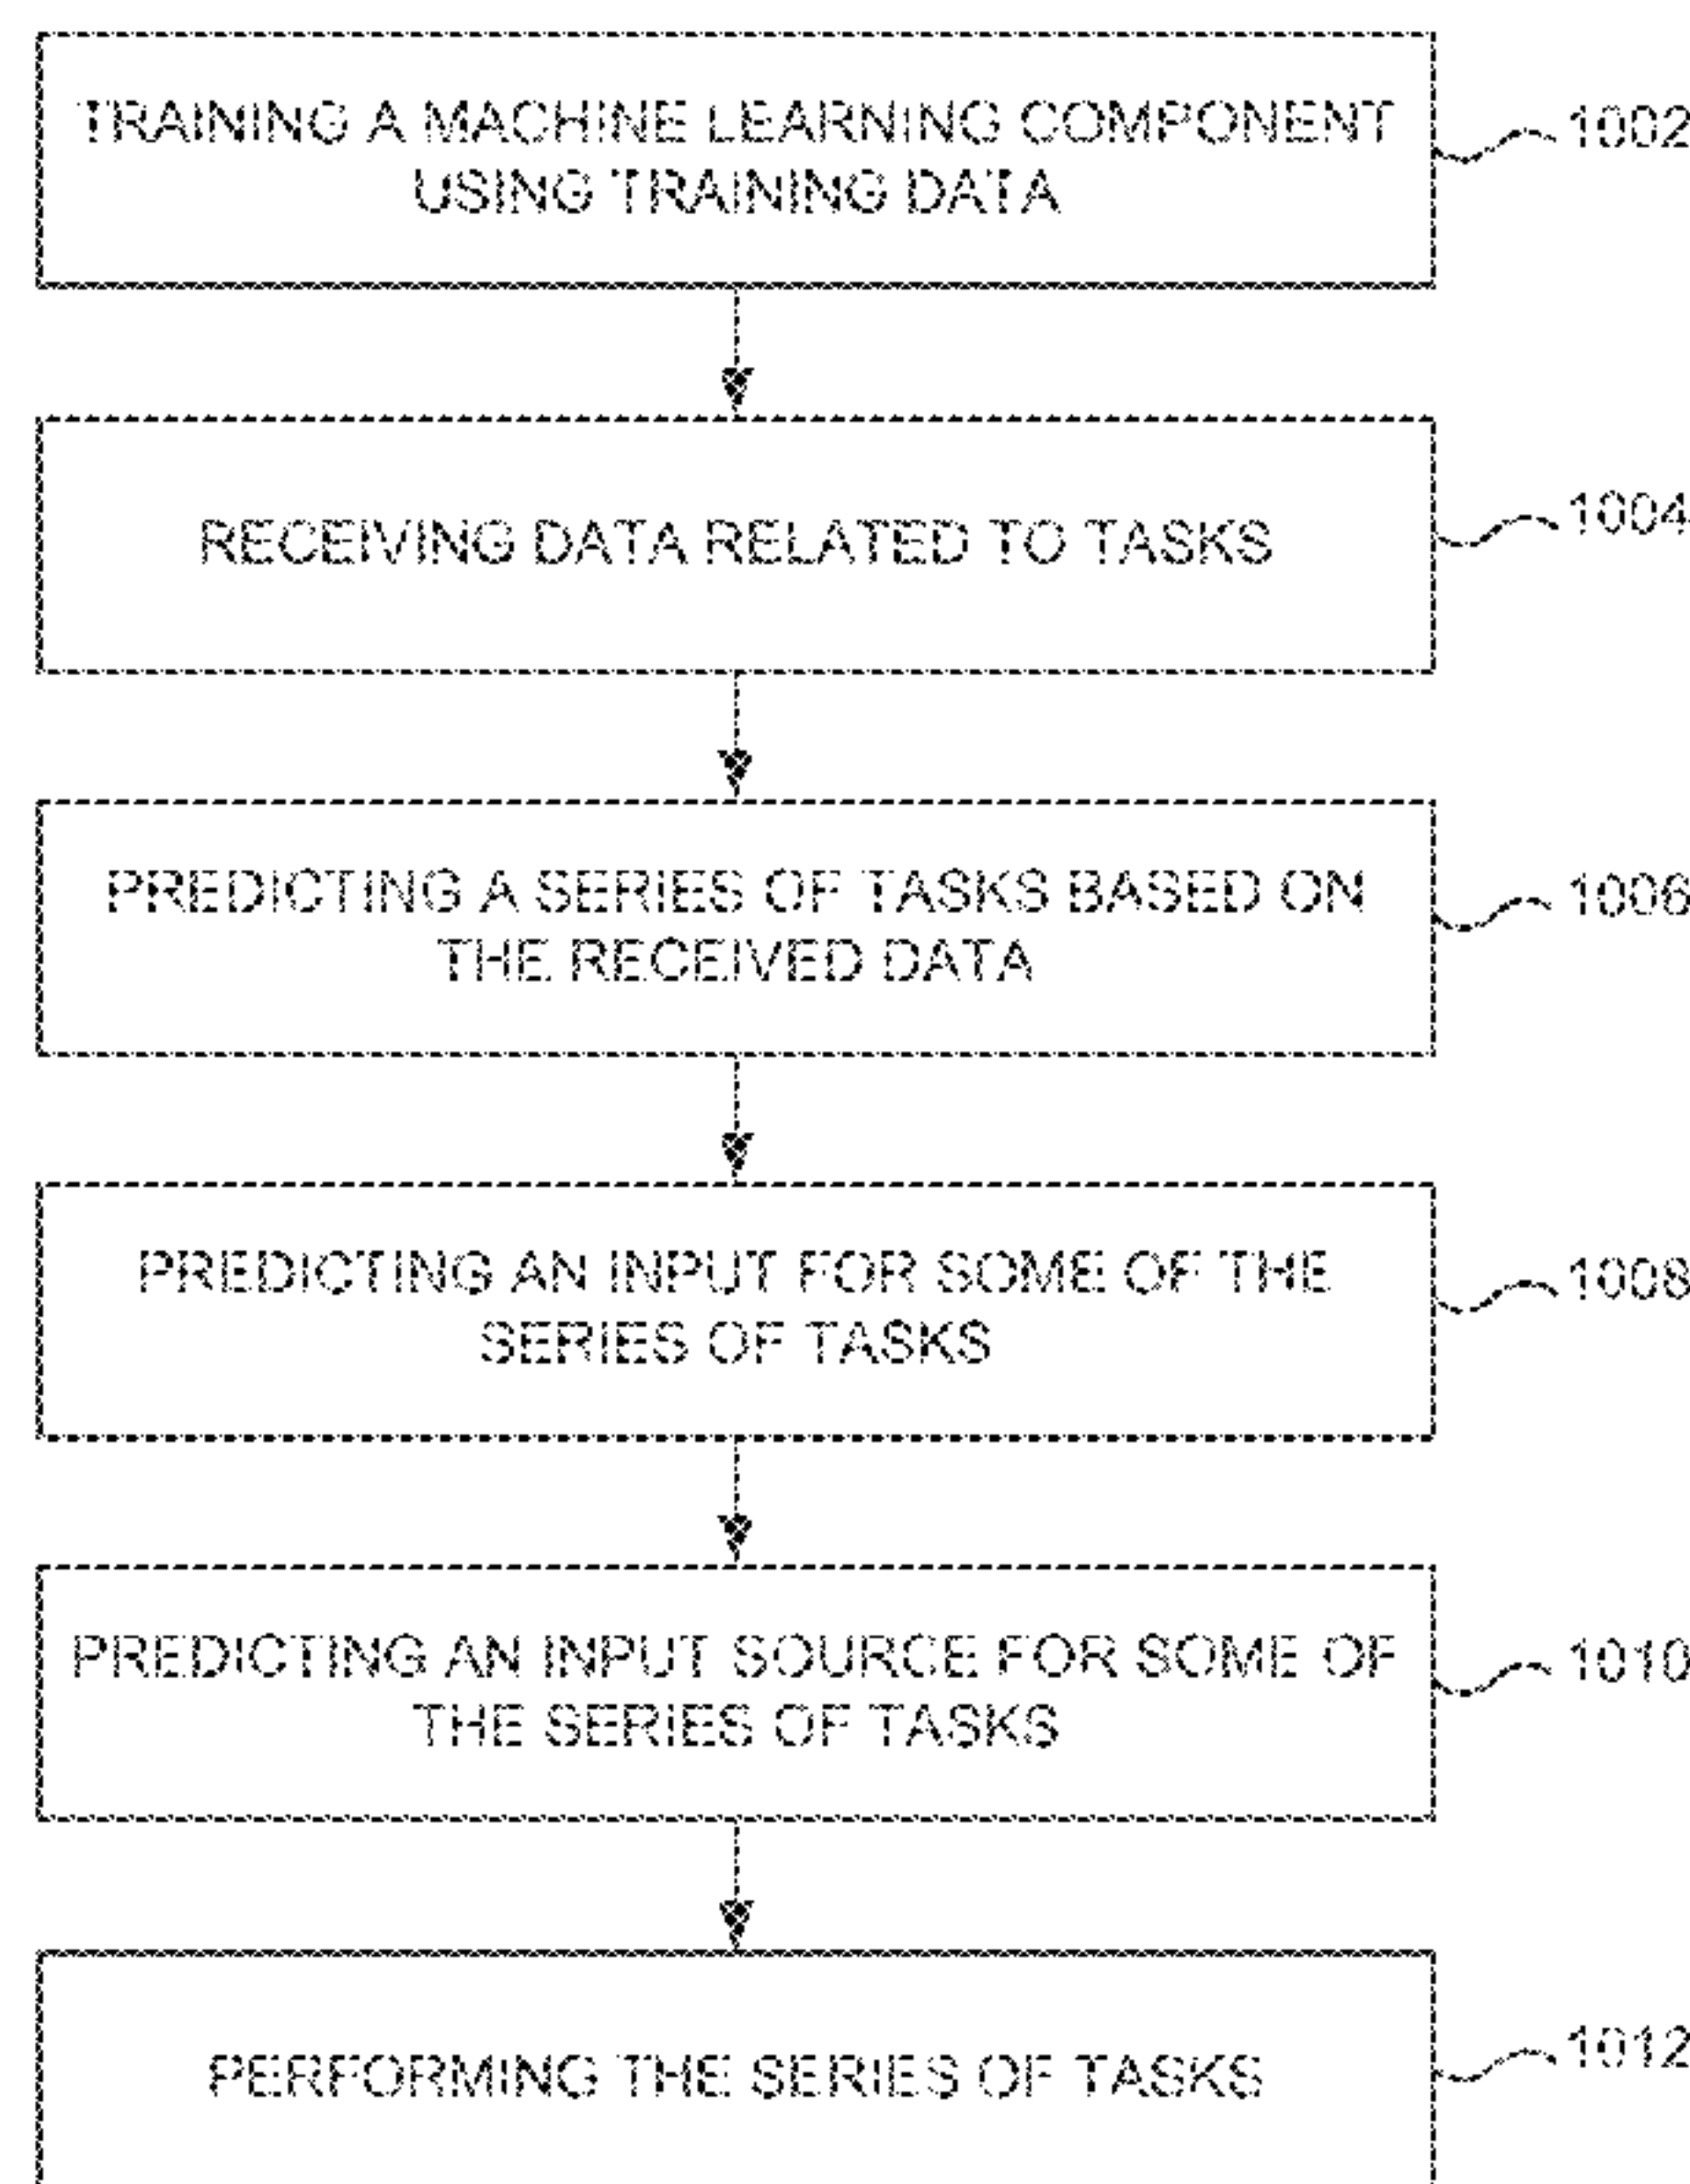 TRAINING A MACHINE LEARNING COMPONENT
USING TRAINING DATA
1002
RECEIVING DATA RELATED TO TASKS
1004
PREDICTING A SERIES OF TASKS BASED ON
THE RECEIVED DATA
1006
PREDICTING AN INPUT FOR SOME OF THE
SERIES OF TASKS
1008
PREDICTING AN INPUT SOURCE FOR SOME OF
THE SERIES OF TASKS
1010
PERFORMING THE SERIES OF TASKS
1012